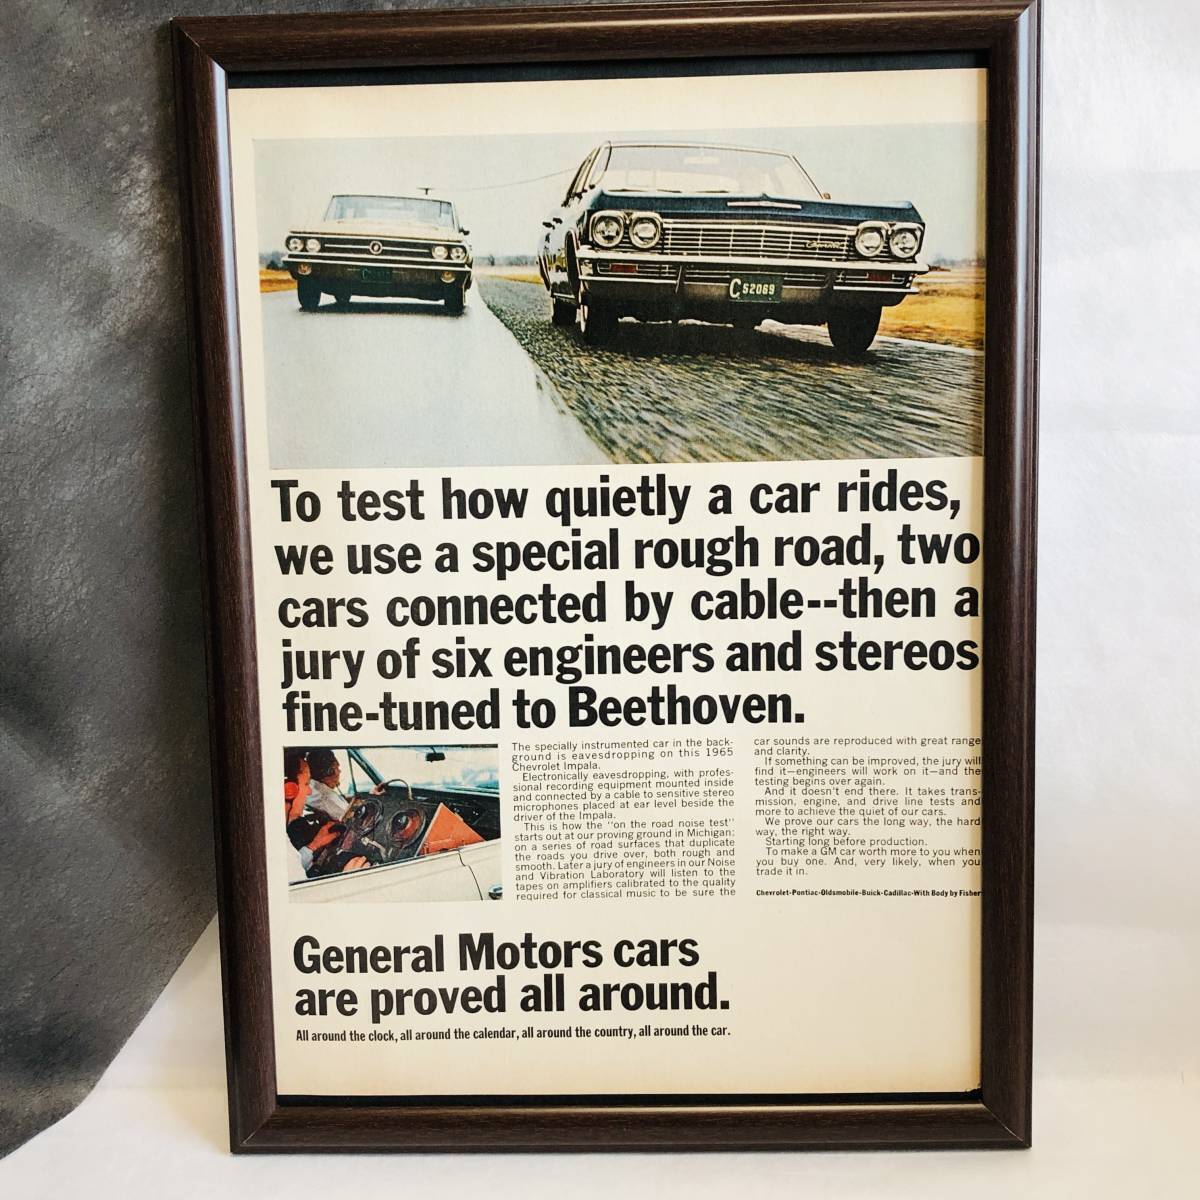 Chevrolet
C 52069
To test how quietly a car rides,
we use a special rough road, two
cars connected by cable--then a
jury of six engineers and stereos
fine-tuned to Beethoven.
The specially instrumented car in the back-
ground is eavesdropping on this 1965
Chevrolet Impala.
Electronically eavesdropping, with profes-
sional recording equipment mounted inside
and connected by a cable to sensitive stereo
microphones placed at ear level beside the
driver of the Impala.
This is how the "on the road noise test"
starts out at our proving ground in Michigan:
on a series of road surfaces that duplicate
the roads you drive over, both rough and
smooth. Later a jury of engineers in our Noise
and Vibration Laboratory will listen to the
tapes on amplifiers calibrated to the quality
required for classical music to be sure the
car sounds are reproduced with great range
and clarity.
If something can be improved, the jury will
find it—engineers will work on it—and the
testing begins over again.
And it doesn't end there. It takes trans-
mission, engine, and drive line tests and
more to achieve the quiet of our cars.
We prove our cars the long way, the hard
way, the right way.
Starting long before production.
To make a GM car worth more to you when
you buy one. And, very likely, when you
trade it in.
Chevrolet-Pontiac-Oldsmobile-Buick-Cadillac-With Body by Fisher
General Motors cars
are proved all around.
All around the clock, all around the calendar, all around the country, all around the car.